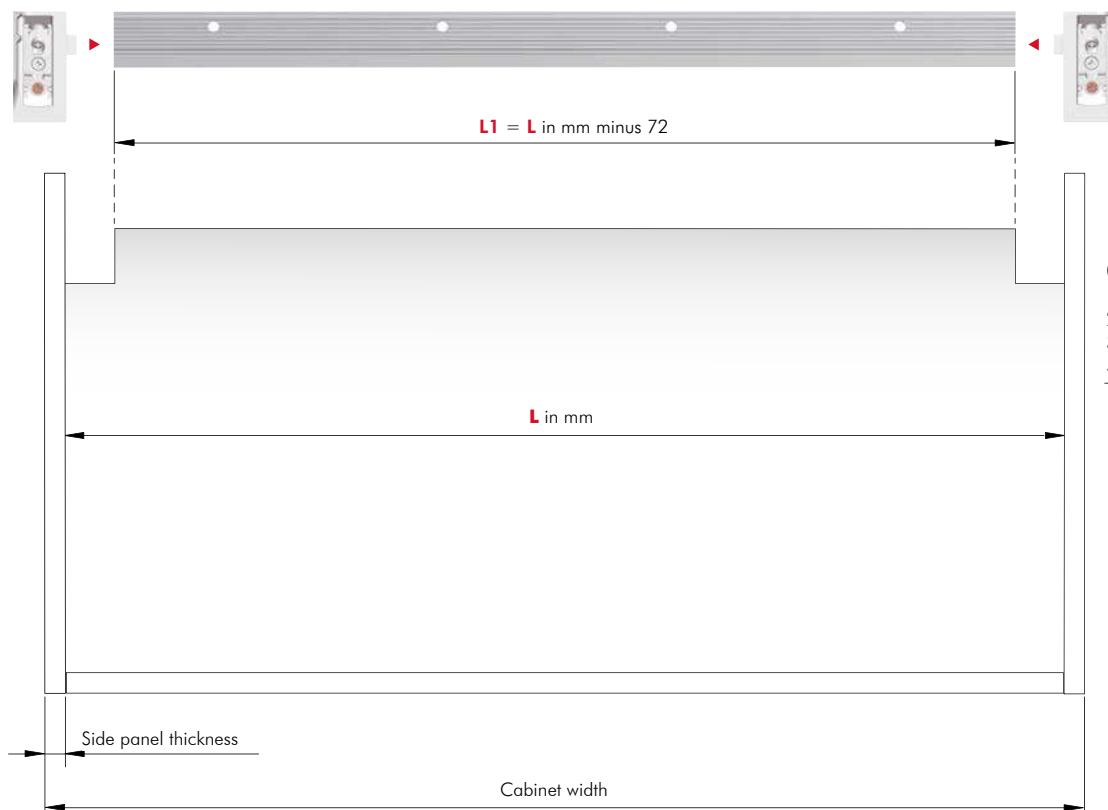 L1 = L in mm minus 72
L in mm
Side panel thickness
Cabinet width